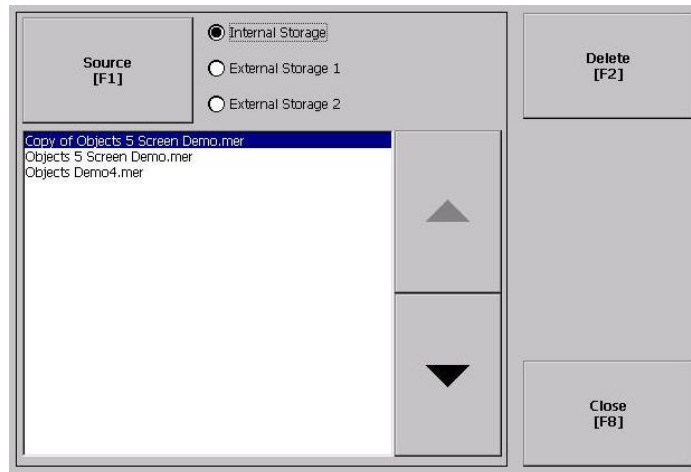 Source
[F1]
Internal Storage
External Storage 1
External Storage 2
Delete
[F2]
Copy of Objects 5 Screen Demo.mer
Objects 5 Screen Demo.mer
Objects Demo4.mer
Close
[F8]